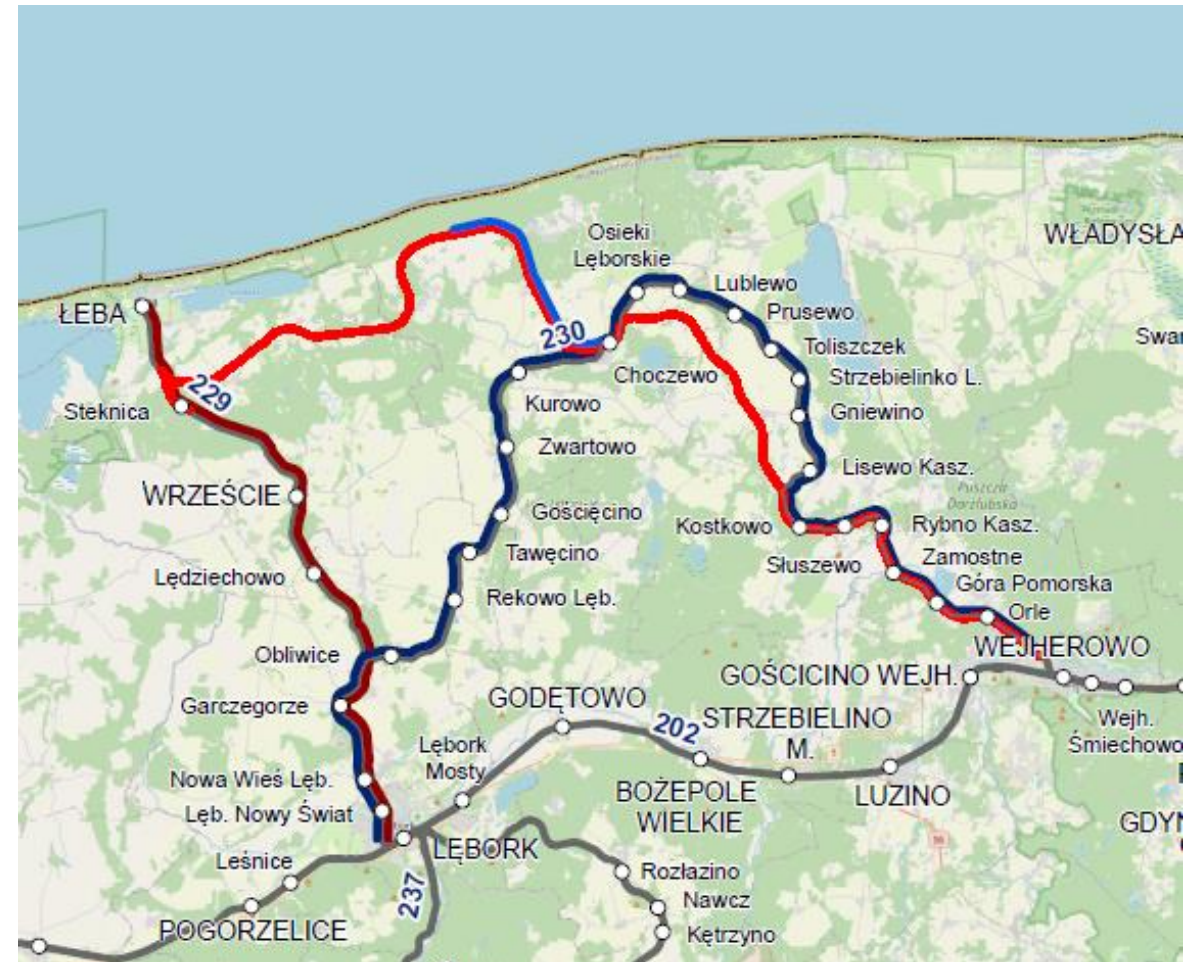 WŁADYSŁA
Osieki
Lęborskie
Lublewo
ŁEBA
Prusewo
230
Swar
Toliszczek
Choczewo
Strzebielinko L.
229
Steknica
Kurowo
Gniewino
Zwartowo
Lisewo Kasz.
WRZEŚCIE
Puszcza
Darżlubska
Gościęcino
Kostkowo
Rybno Kasz.
Tawęcino
Zamostne
Słuszewo
Lędziechowo
Góra Pomorska
Rekowo Lęb.
Orle
WEJHEROWO
Obliwice
GOŚCICINO WEJH.
GODĘTOWO
Garczegorze
202
STRZEBIELINO
M.
Wejh.
Śmiechowo
Lębork
Mosty
Nowa Wieś Lęb.
BOŻEPOLE
WIELKIE
LUZINO
Lęb. Nowy Świat
GDYN
LĘBORK
Leśnice
Rozłazino
237
Nawcz
POGORZELICE
Kętrzyno